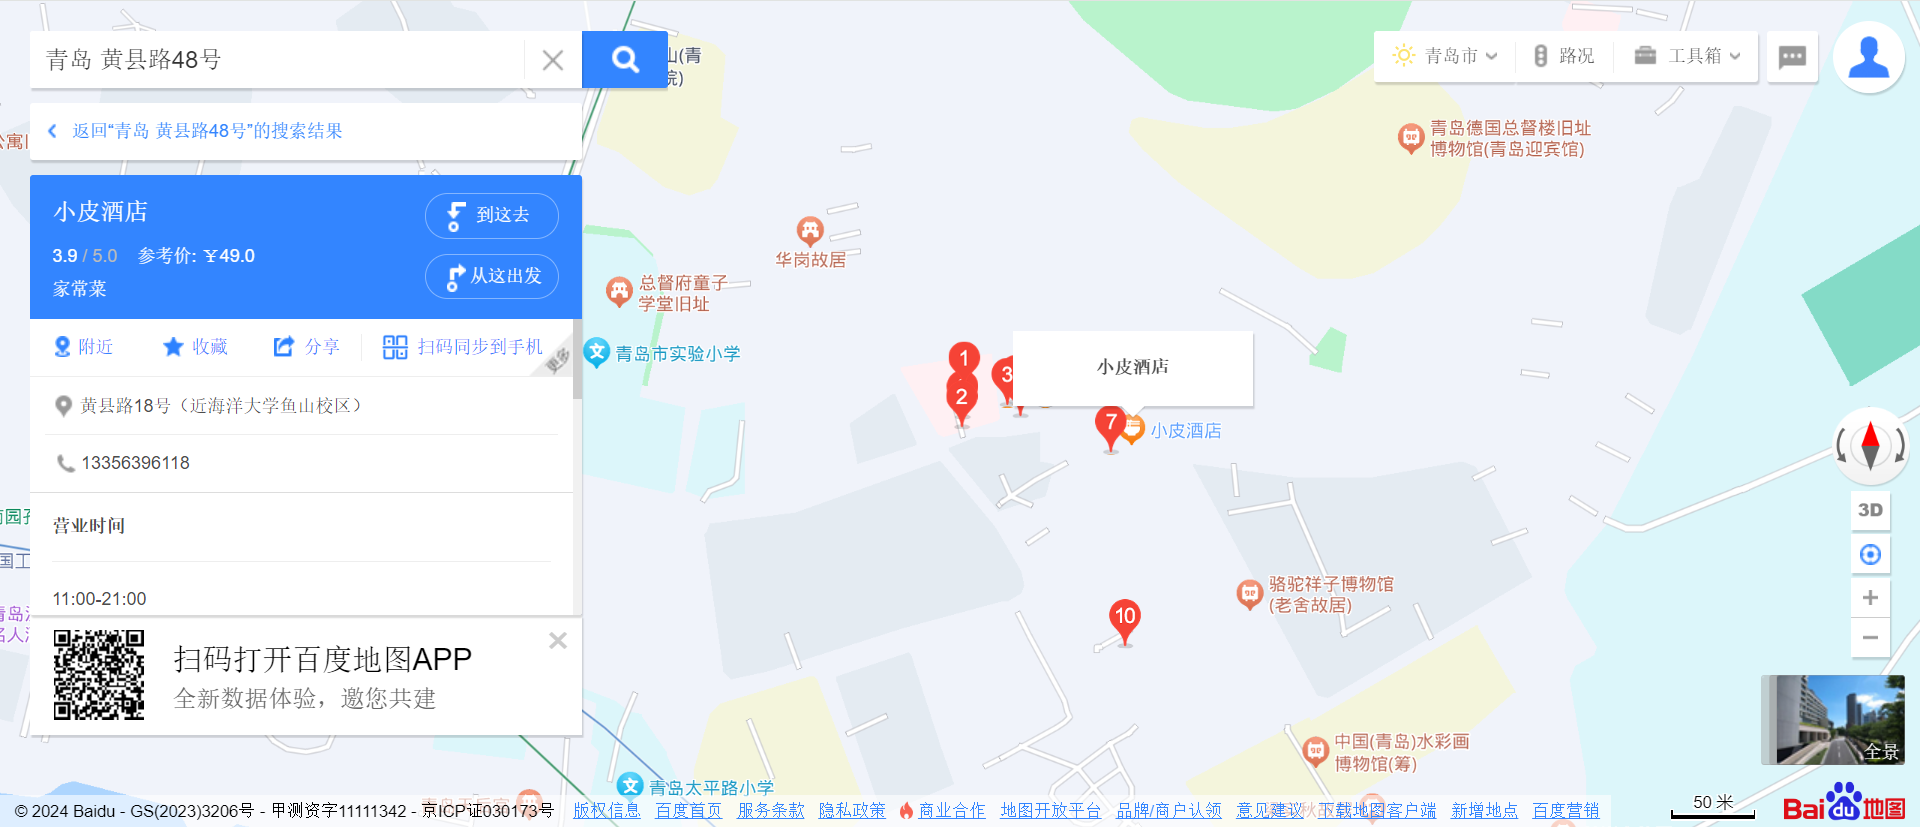 青岛 黄县路48号
返回“青岛 黄县路48号”的搜索结果
小皮酒店
到这去
3.9 / 5.0 参考价: ¥49.0
从这出发
家常菜
附近
收藏
分享
扫码同步到手机
更多
黄县路18号（近海洋大学鱼山校区）
13356396118
营业时间
11:00-21:00
扫码打开百度地图APP
全新数据体验，邀您共建
青岛市
路况
工具箱
山(青
院)
青岛德国总督楼旧址
博物馆(青岛迎宾馆)
华岗故居
总督府童子
学堂旧址
文
青岛市实验小学
1
2
3
小皮酒店
7
小皮酒店
10
骆驼祥子博物馆
(老舍故居)
中国(青岛)水彩画
博物馆(筹)
文
青岛太平路小学
3D
全景
50 米
Bai du 地图
© 2024 Baidu - GS(2023)3206号 - 甲测资字11111342 - 京ICP证030173号 版权信息 百度首页 服务条款 隐私政策 商业合作 地图开放平台 品牌/商户认领 意见建议 下载地图客户端 新增地点 百度营销